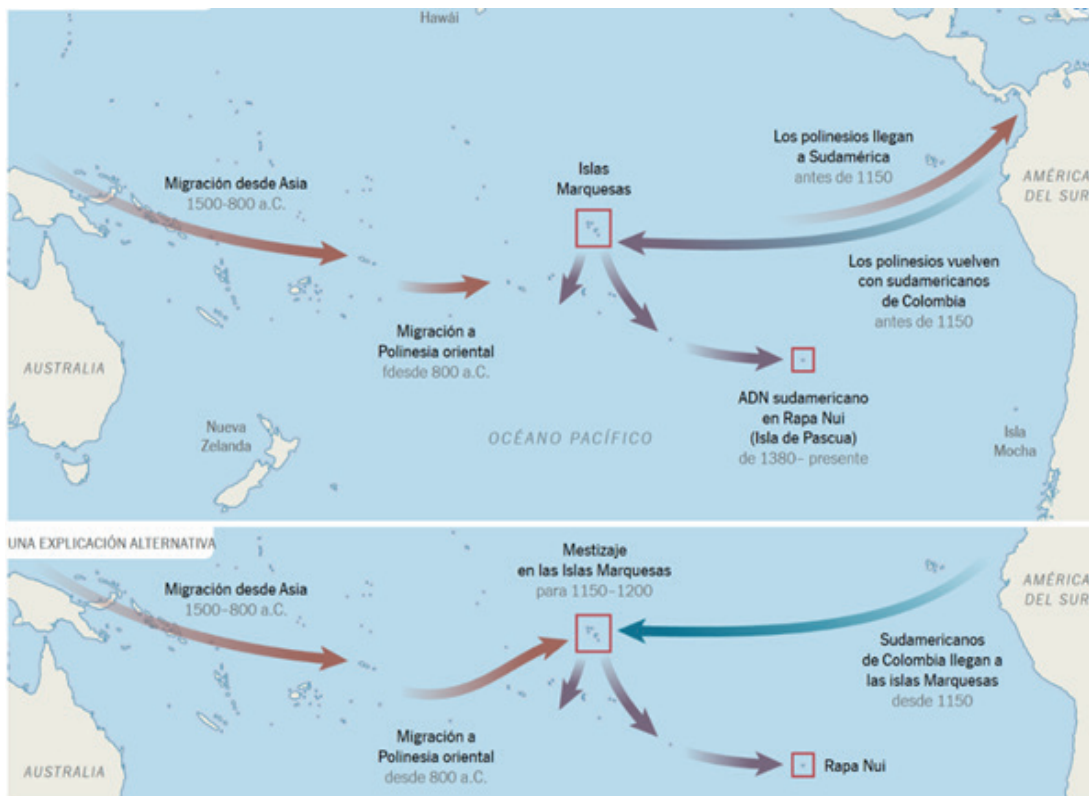 Hawái
Migración desde Asia
1500-800 a.C.
Islas
Marquesas
Los polinesios llegan
a Sudamérica
antes de 1150
AMÉRICA
DEL SUR
Los polinesios vuelven
con sudamericanos
de Colombia
antes de 1150
Migración a
Polinesia oriental
fdesde 800 a.C.
AUSTRALIA
Nueva
Zelanda
OCÉANO PACÍFICO
ADN sudamericano
en Rapa Nui
(Isla de Pascua)
de 1380– presente
Isla
Mocha
UNA EXPLICACIÓN ALTERNATIVA
Migración desde Asia
1500–800 a.C.
Mestizaje
en las Islas Marquesas
para 1150–1200
AMÉRICA
DEL SUR
Sudamericanos
de Colombia llegan a
las islas Marquesas
desde 1150
Migración a
Polinesia oriental
desde 800 a.C.
AUSTRALIA
Rapa Nui